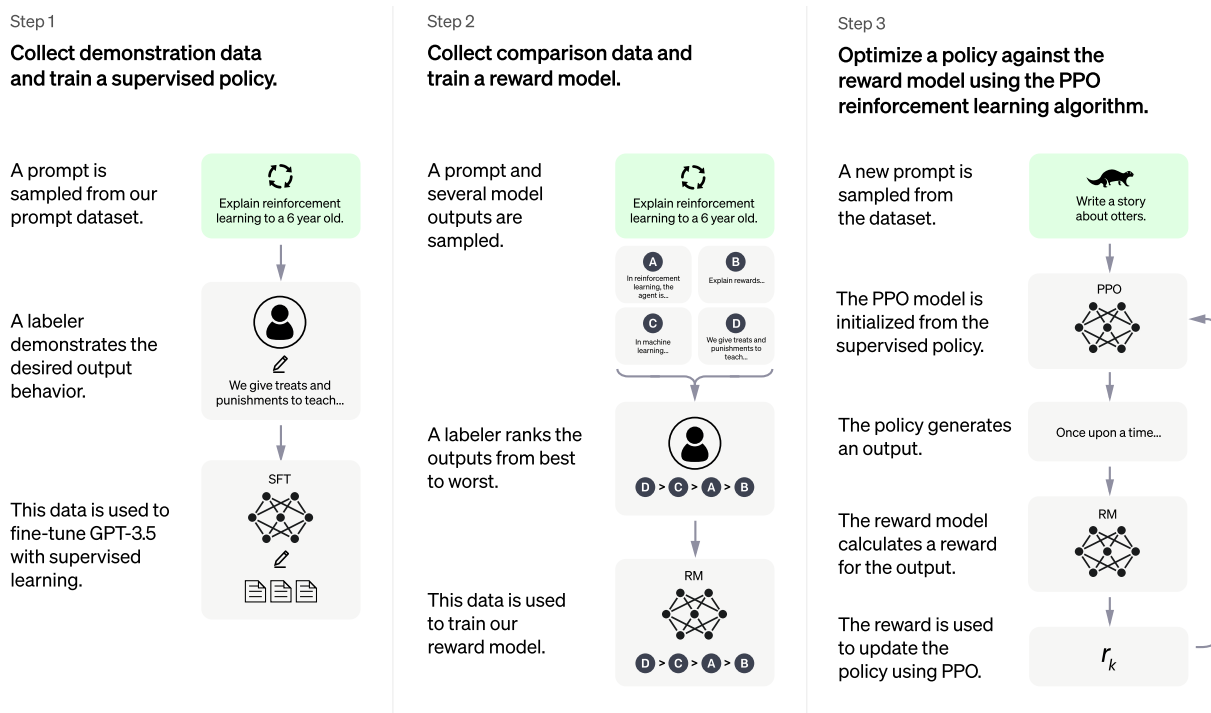 Step 1
Collect demonstration data
and train a supervised policy.
A prompt is
sampled from our
prompt dataset.
Explain reinforcement
learning to a 6 year old.
A labeler
demonstrates the
desired output
behavior.
We give treats and
punishments to teach...
This data is used to
fine-tune GPT-3.5
with supervised
learning.
SFT
Step 2
Collect comparison data and
train a reward model.
A prompt and
several model
outputs are
sampled.
Explain reinforcement
learning to a 6 year old.
A
In reinforcement
learning, the
agent is...
B
Explain rewards...
C
In machine
learning...
D
We give treats and
punishments to
teach...
A labeler ranks the
outputs from best
to worst.
D > C > A > B
This data is used
to train our
reward model.
RM
D > C > A > B
Step 3
Optimize a policy against the
reward model using the PPO
reinforcement learning algorithm.
A new prompt is
sampled from
the dataset.
Write a story
about otters.
The PPO model is
initialized from the
supervised policy.
PPO
The policy generates
an output.
Once upon a time...
The reward model
calculates a reward
for the output.
RM
The reward is used
to update the
policy using PPO.
rk